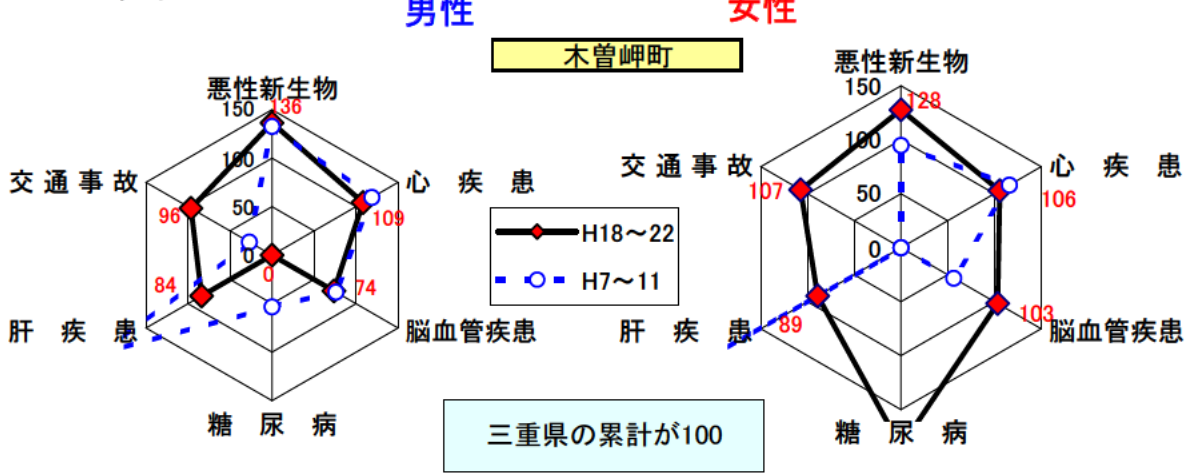 男性
女性
木曽岬町
悪性新生物
150
136
100
50
0
0
心 疾 患
109
脳血管疾患
74
糖 尿 病
肝 疾 患
84
交通事故
96
H18～22
H7～11
悪性新生物
150
128
100
50
0
心 疾 患
106
脳血管疾患
103
糖 尿 病
肝 疾 患
89
交通事故
107
三重県の累計が100